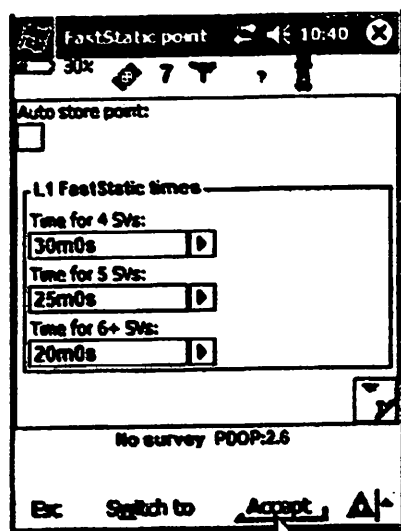 FastStatic point 10:40
30% 7 ?
Auto store point:
L1 FastStatic times
Time for 4 SVs:
30m0s
Time for 5 SVs:
25m0s
Time for 6+ SVs:
20m0s
No survey PDOP:2.6
Esc Switch to Accept